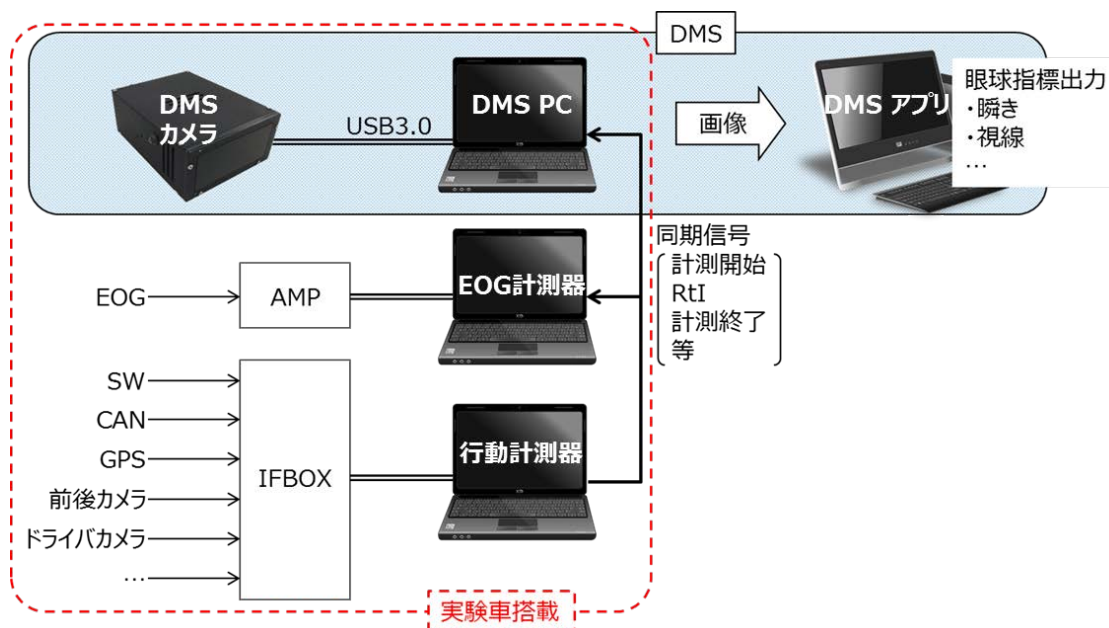 DMS
DMS
カメラ
USB3.0
DMS PC
画像
DMS アプリ
眼球指標出力
・瞬き
・視線
…
同期信号
計測開始
RtI
計測終了
等
EOG
AMP
EOG計測器
SW
CAN
GPS
前後カメラ
ドライバカメラ
…
IFBOX
行動計測器
実験車搭載